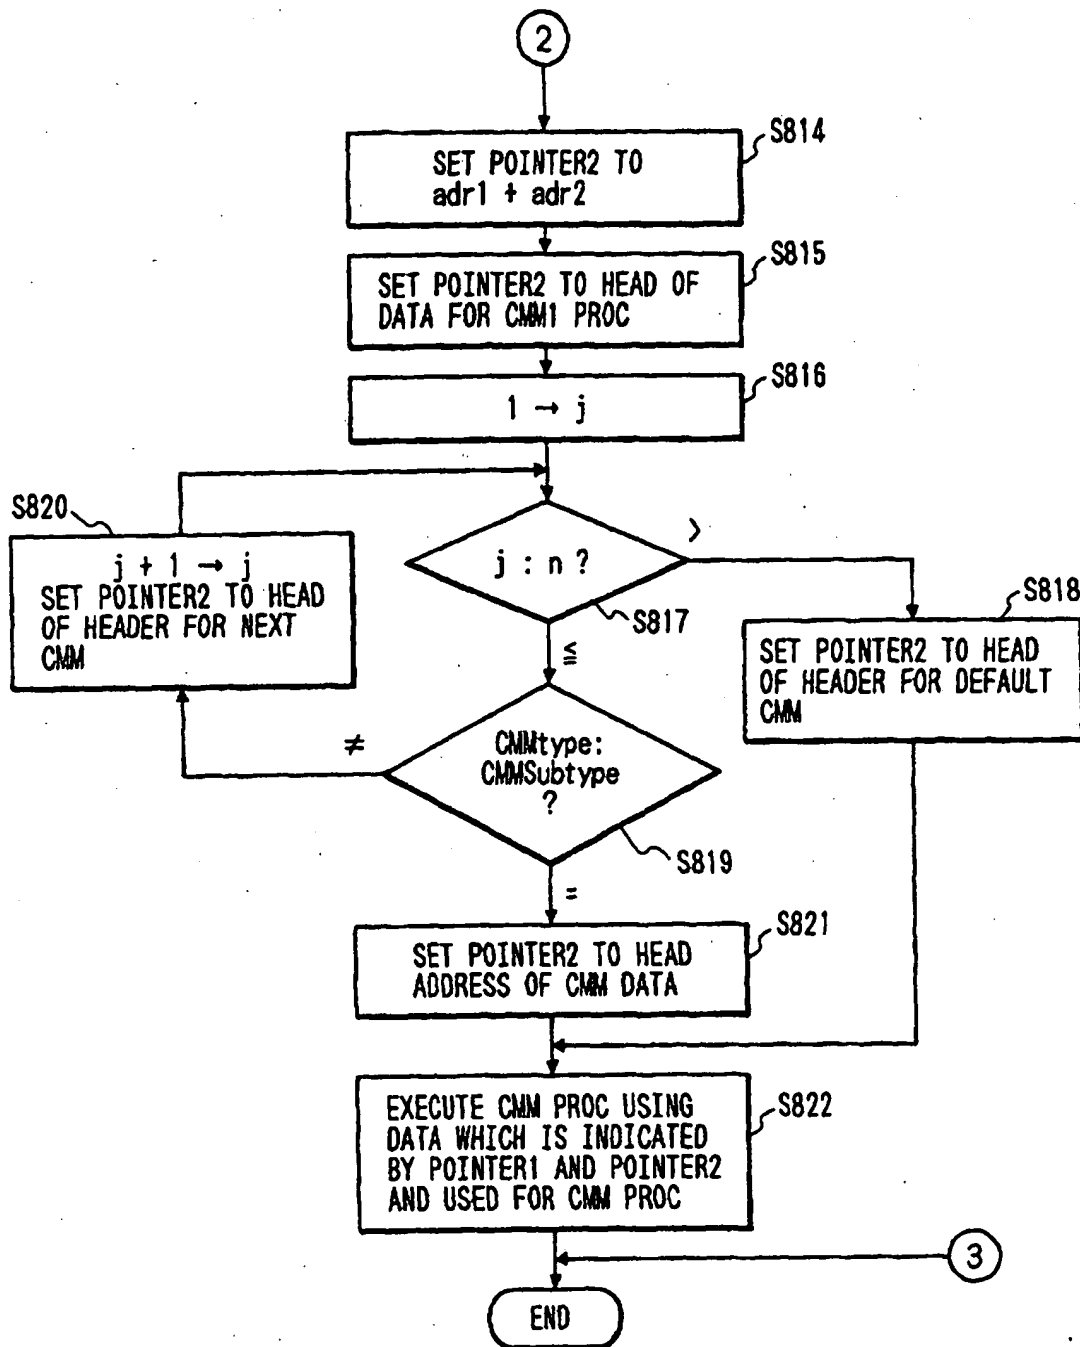 2
S814
SET POINTER2 TO
adr1 + adr2
S815
SET POINTER2 TO HEAD OF
DATA FOR CMM1 PROC
S816
1 → j
S820
j + 1 → j
SET POINTER2 TO HEAD
OF HEADER FOR NEXT
CMM
j : n ?
>
S817
≦
S818
SET POINTER2 TO HEAD
OF HEADER FOR DEFAULT
CMM
≠
CMMtype:
CMMSubtype
?
S819
=
S821
SET POINTER2 TO HEAD
ADDRESS OF CMM DATA
S822
EXECUTE CMM PROC USING
DATA WHICH IS INDICATED
BY POINTER1 AND POINTER2
AND USED FOR CMM PROC
3
END